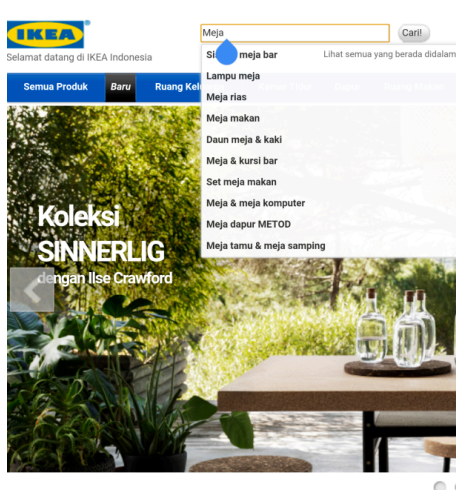 IKEA
®
Meja
Cari!
Selamat datang di IKEA Indonesia
meja bar
Lihat semua yang berada didalam
Lampu meja
Semua Produk
Baru
Ruang
Meja rias
Meja makan
Daun meja & kaki
Meja & kursi bar
Set meja makan
Meja & meja komputer
Meja dapur METOD
Meja tamu & meja samping
Koleksi
SINNERLIG
dengan Ilse Crawford